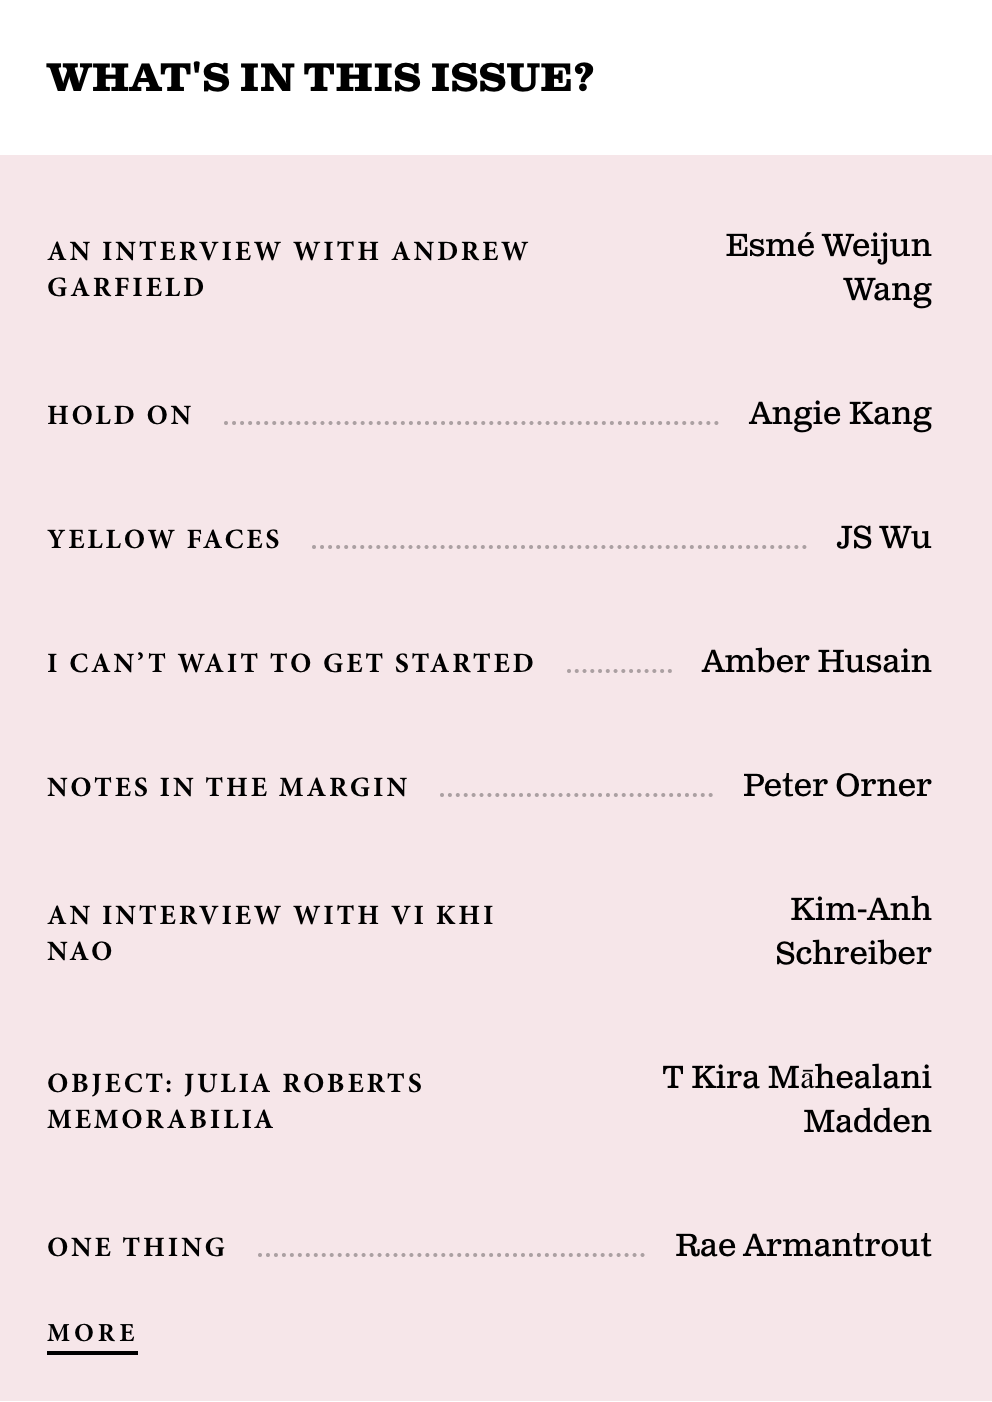 WHAT'S IN THIS ISSUE?
AN INTERVIEW WITH ANDREW
GARFIELD
Esmé Weijun
Wang
HOLD ON Angie Kang
YELLOW FACES JS Wu
I CAN’T WAIT TO GET STARTED Amber Husain
NOTES IN THE MARGIN Peter Orner
AN INTERVIEW WITH VI KHI
NAO
Kim-Anh
Schreiber
OBJECT: JULIA ROBERTS
MEMORABILIA
T Kira Māhealani
Madden
ONE THING Rae Armantrout
MORE